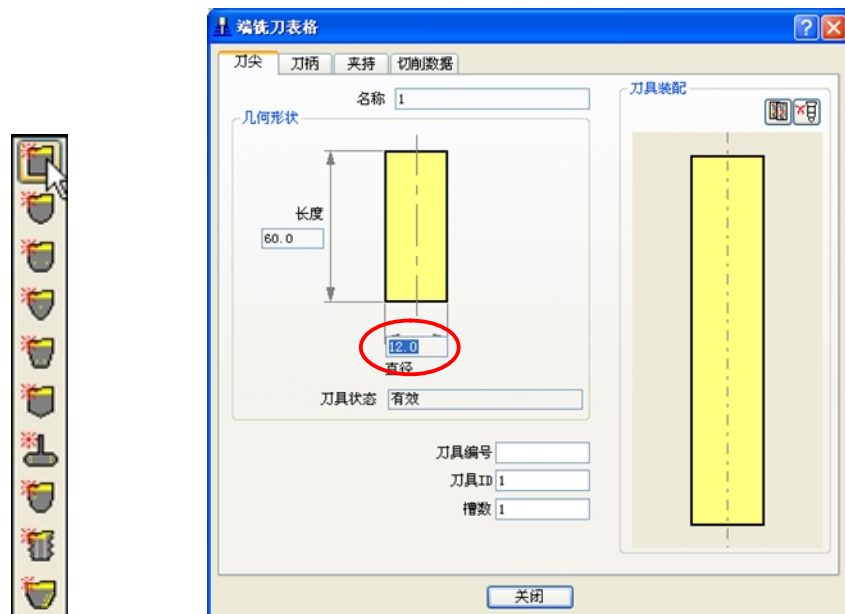 端铣刀表格
刀尖 刀柄 夹持 切削数据
名称 1
几何形状
长度
60.0
12.0
直径
刀具状态 有效
刀具编号
刀具ID 1
槽数 1
刀具装配
关闭